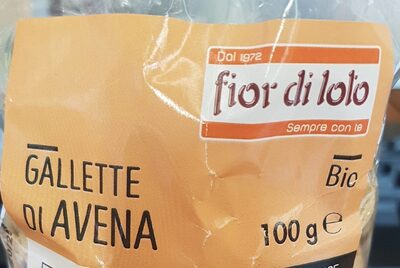 Dal 1972
fior di loto
Sempre con te
GALLETTE
DI AVENA
Bio
100 g ℮